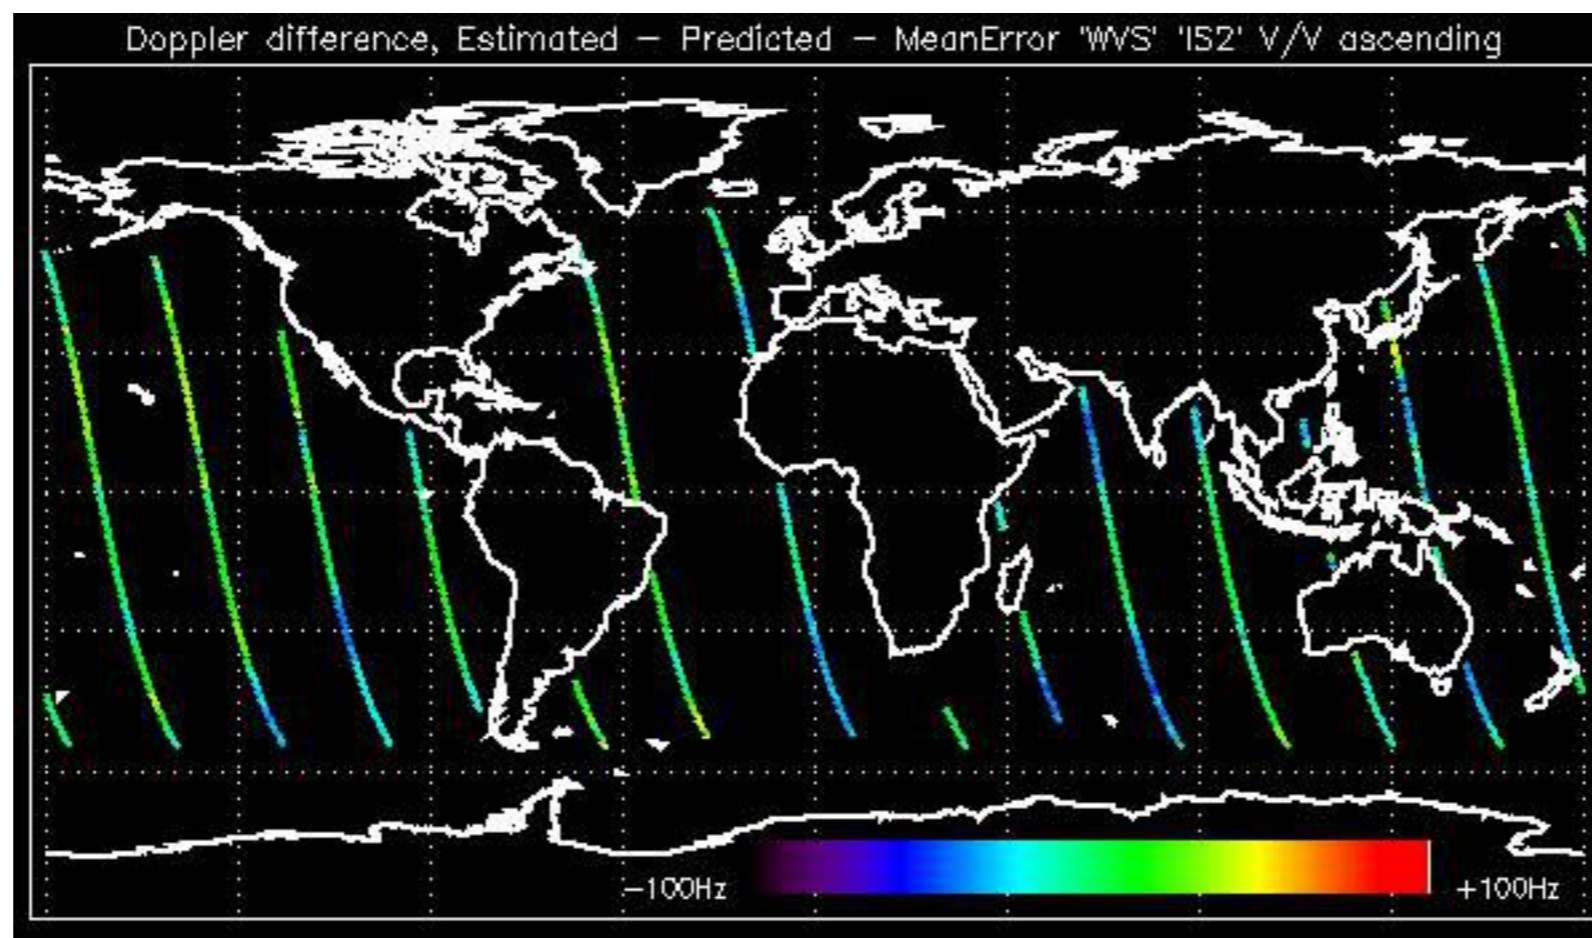 Doppler difference, Estimated – Predicted – MeanError 'WVS' 'IS2' V/V ascending
–100Hz
+100Hz